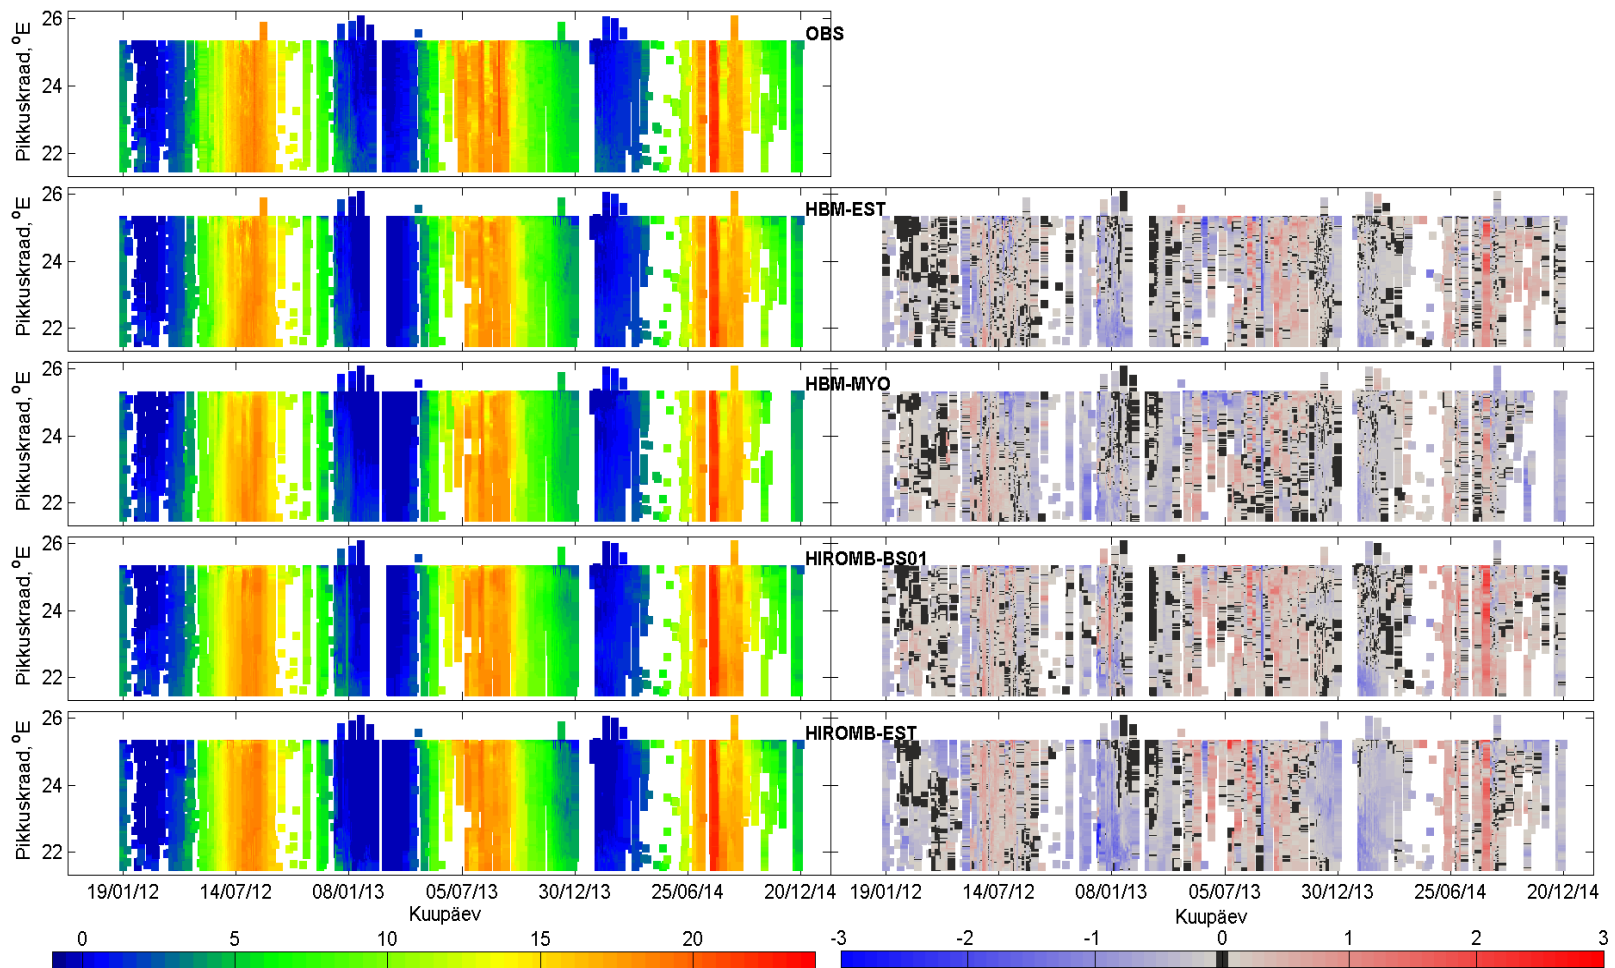 26
24
22
Pikkuskraad, °E
OBS
26
24
22
Pikkuskraad, °E
HBM-EST
26
24
22
Pikkuskraad, °E
HBM-MYO
26
24
22
Pikkuskraad, °E
HIROMB-BS01
26
24
22
Pikkuskraad, °E
HIROMB-EST
19/01/12 14/07/12 08/01/13 05/07/13 30/12/13 25/06/14 20/12/14
Kuupäev
19/01/12 14/07/12 08/01/13 05/07/13 30/12/13 25/06/14 20/12/14
Kuupäev
0 5 10 15 20
-3 -2 -1 0 1 2 3